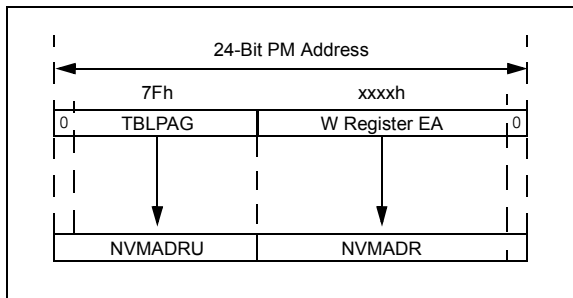 24-Bit PM Address
7Fh xxxxh
0 TBLPAG W Register EA 0
NVMADRU NVMADR